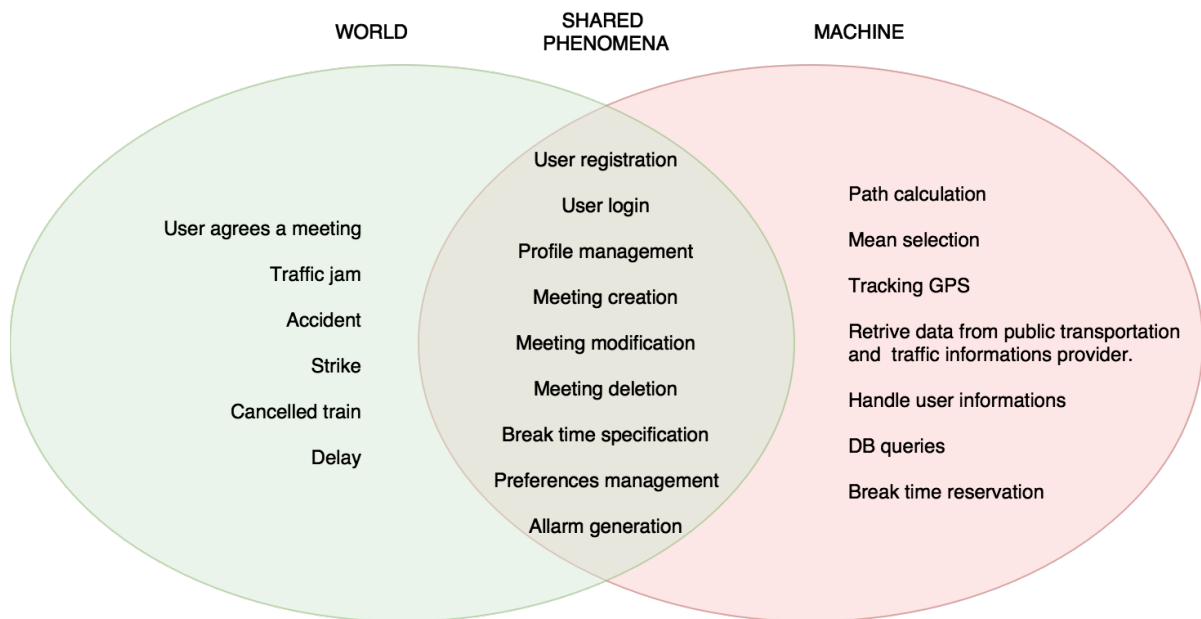 WORLD
SHARED
PHENOMENA
MACHINE
User agrees a meeting
Traffic jam
Accident
Strike
Cancelled train
Delay
User registration
User login
Profile management
Meeting creation
Meeting modification
Meeting deletion
Break time specification
Preferences management
Allarm generation
Path calculation
Mean selection
Tracking GPS
Retrive data from public transportation
and traffic informations provider.
Handle user informations
DB queries
Break time reservation